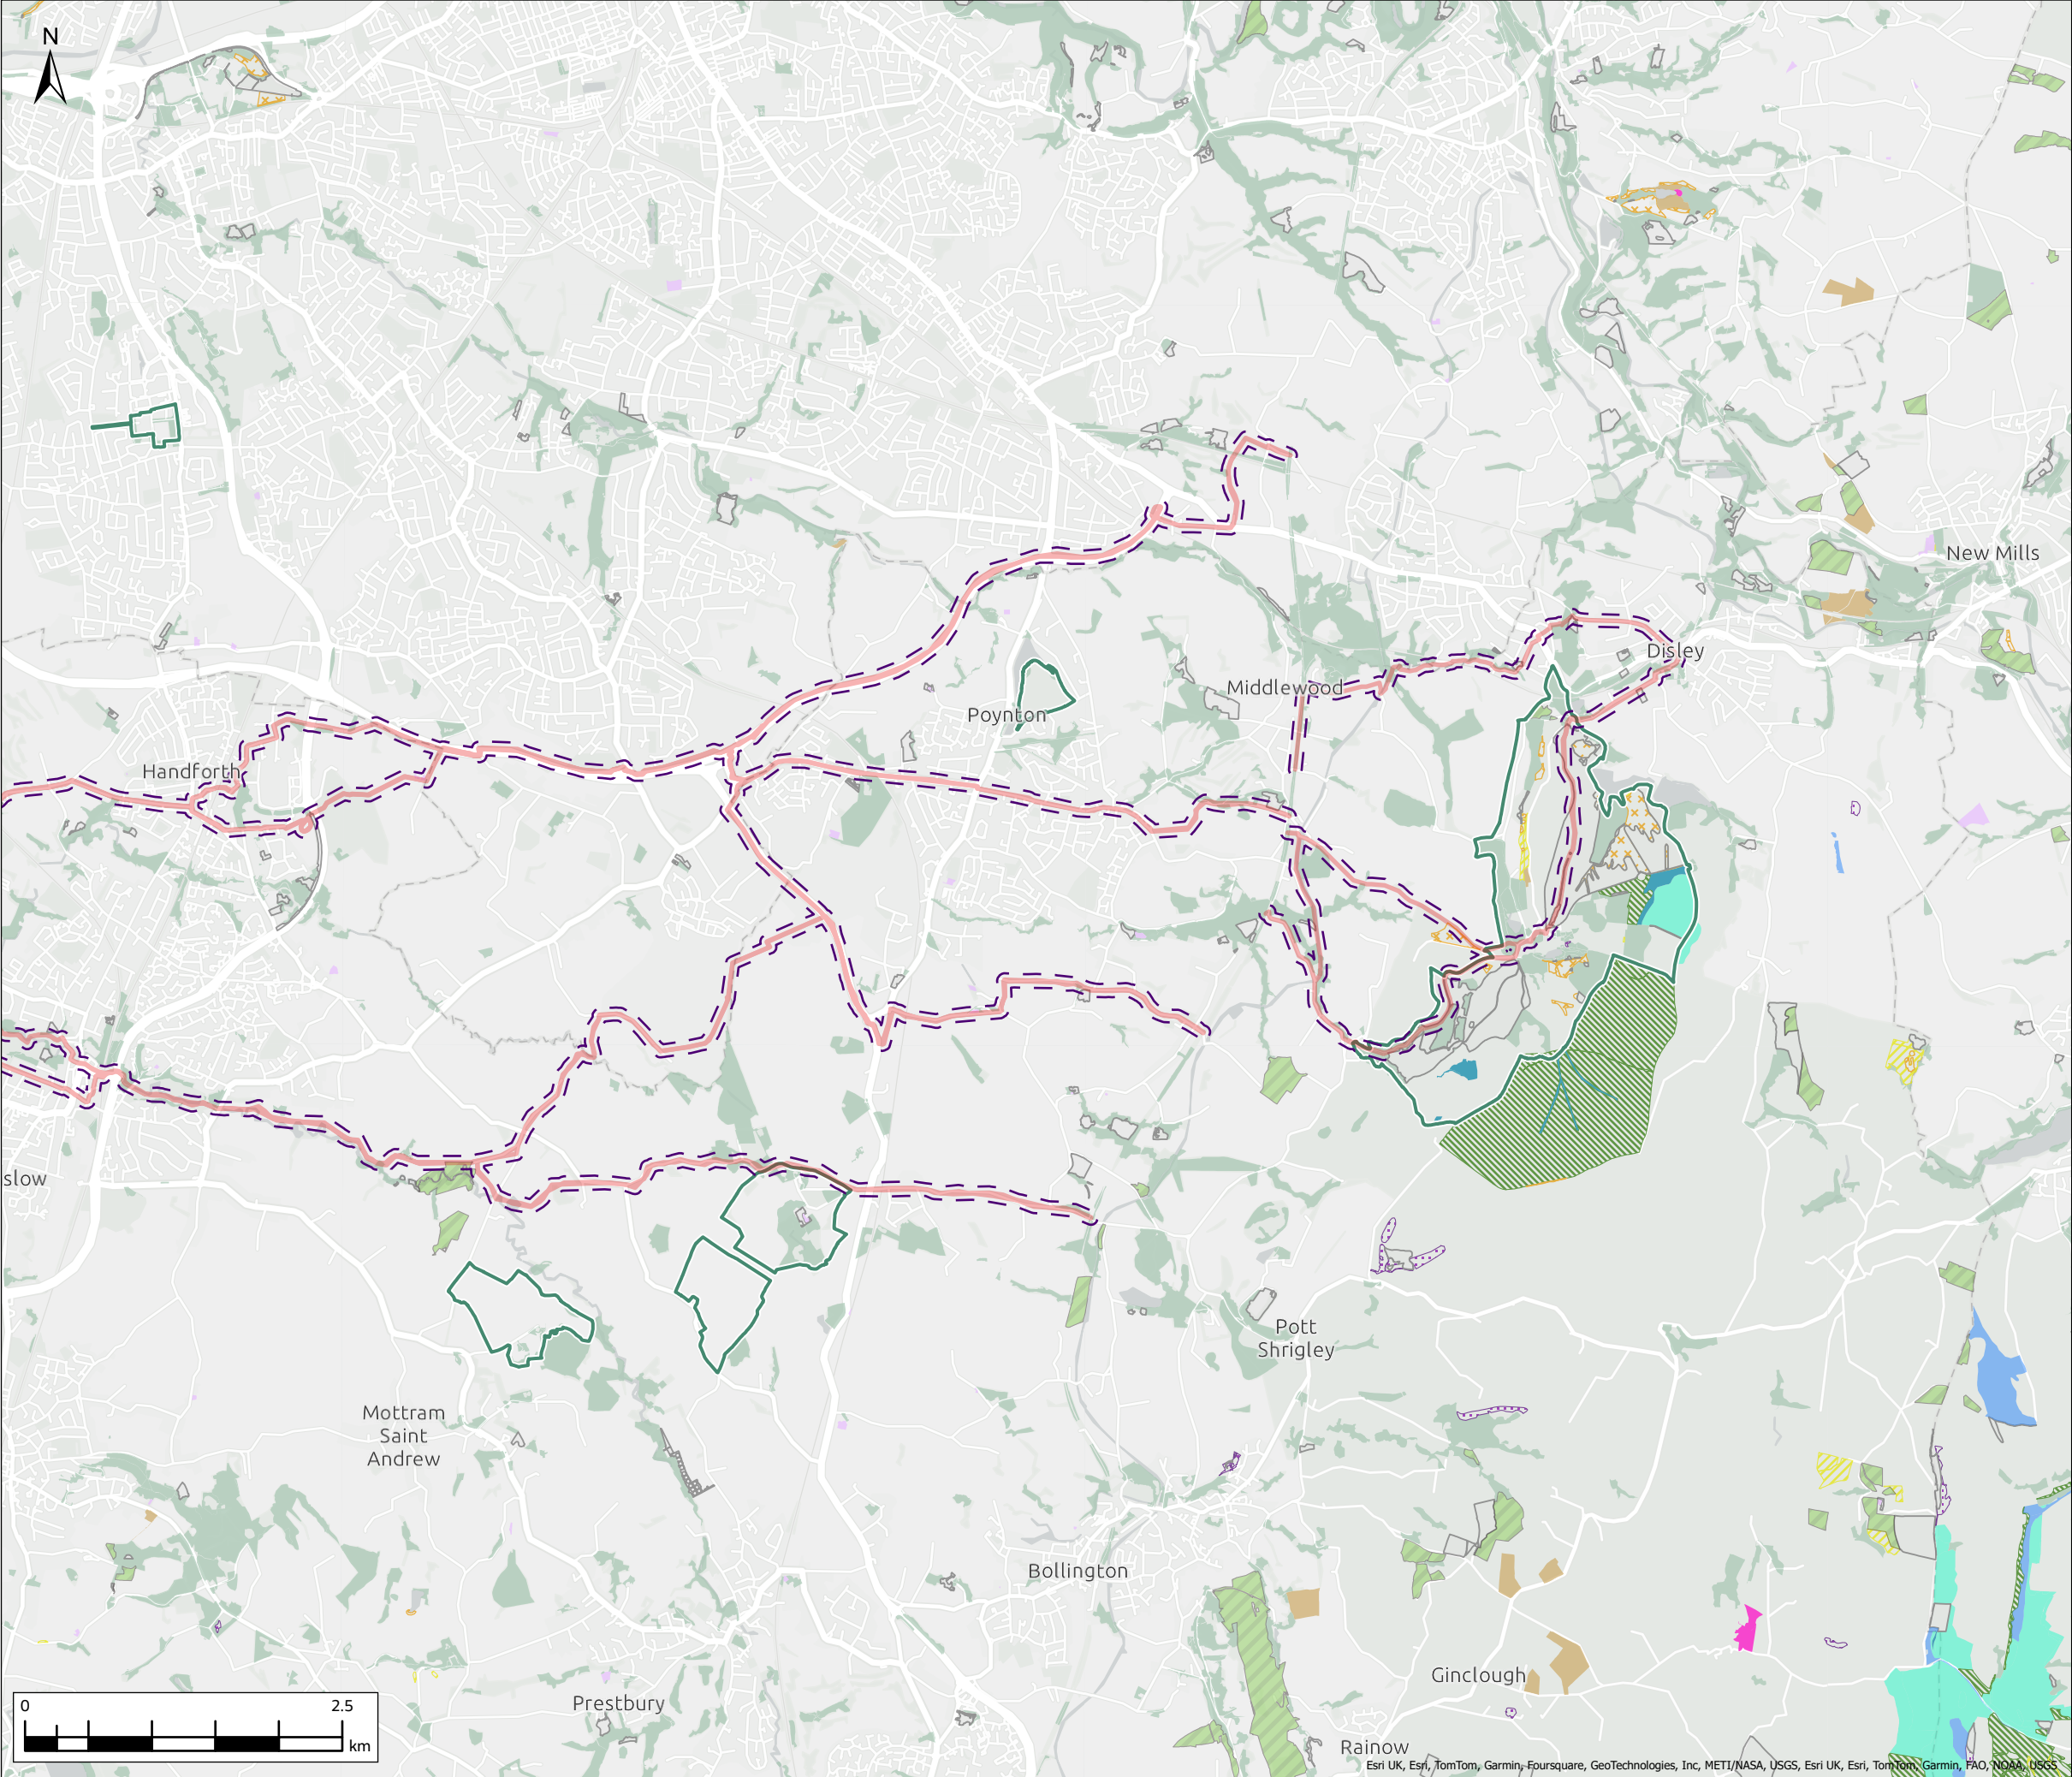 N
New Mills
Disley
Middlewood
Poynton
Handforth
slow
Pott
Shrigley
Mottram
Saint
Andrew
Bollington
Ginclough
Prestbury
Rainow
0 2.5
km
Esri UK, Esri, TomTom, Garmin, Foursquare, GeoTechnologies, Inc, METI/NASA, USGS, Esri UK, Esri, TomTom, Garmin, FAO, NOAA, USGS